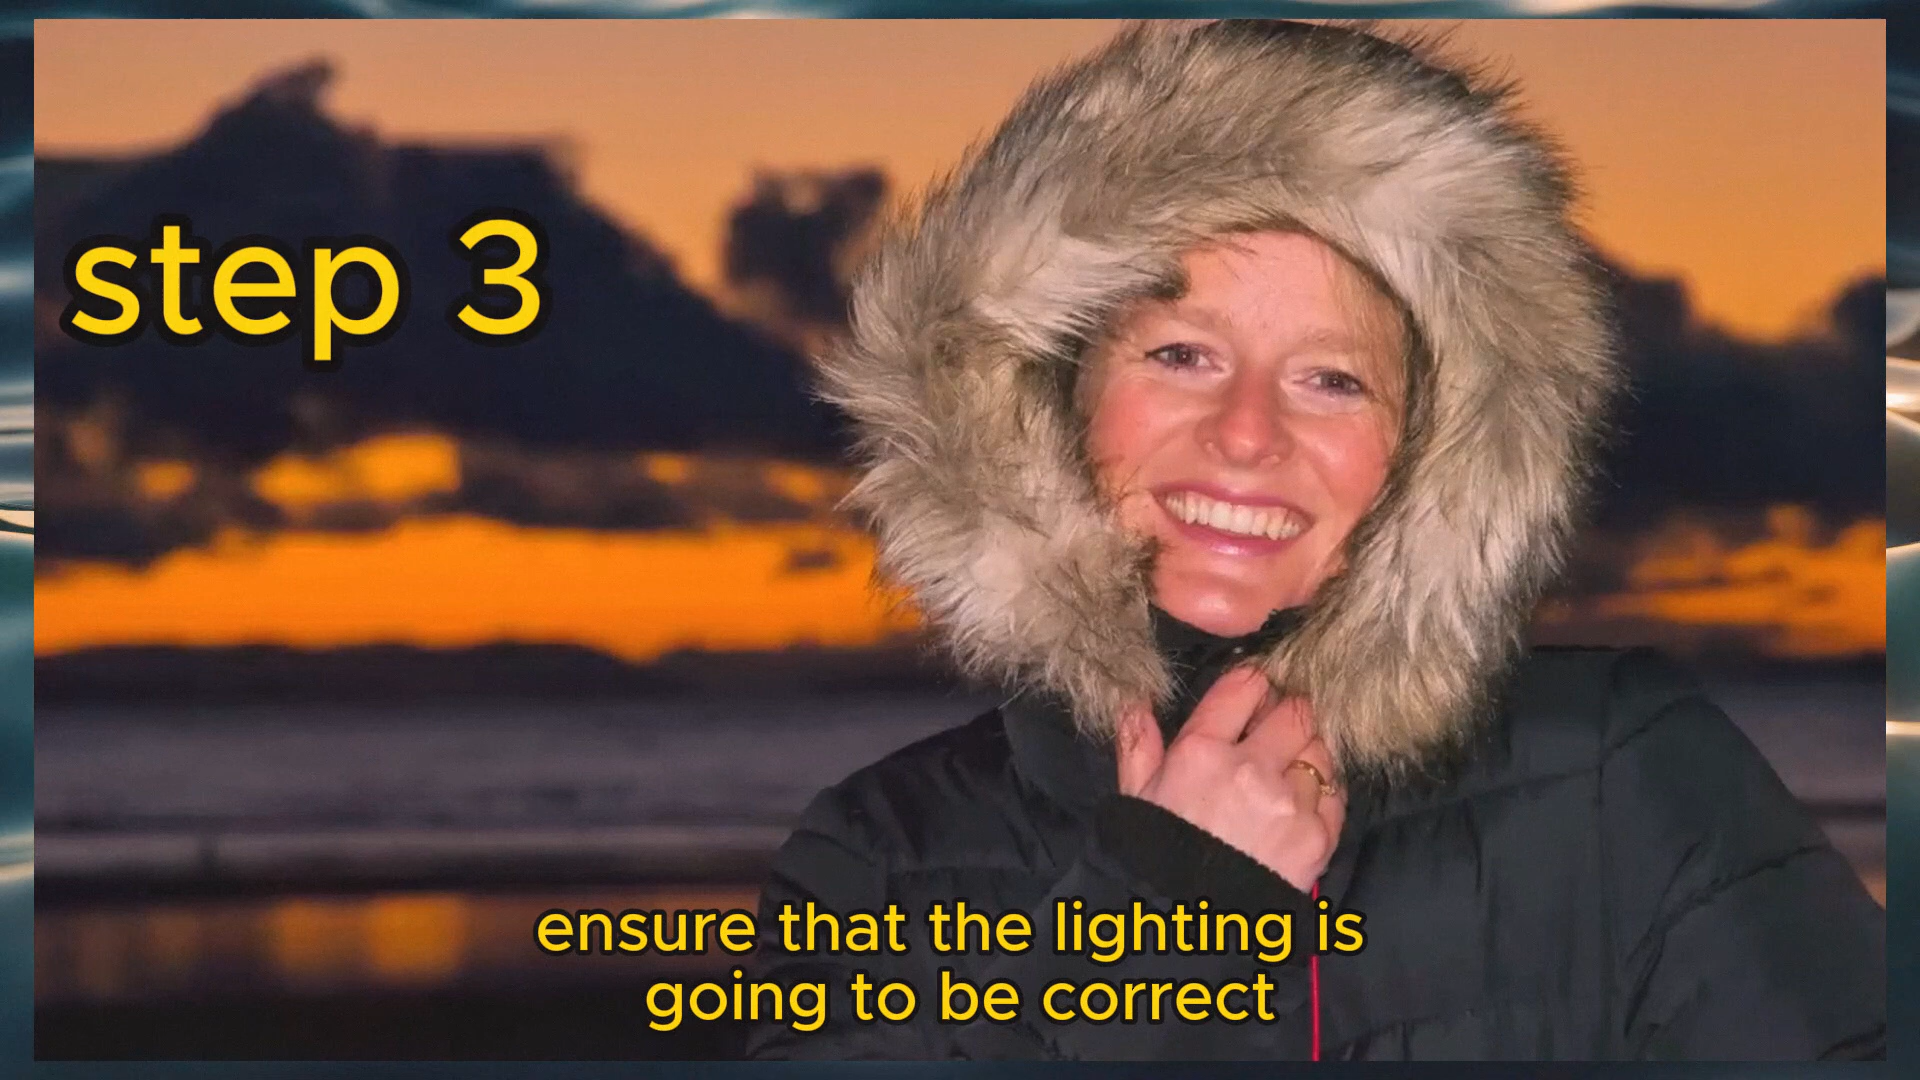 step 3
ensure that the lighting is
going to be correct